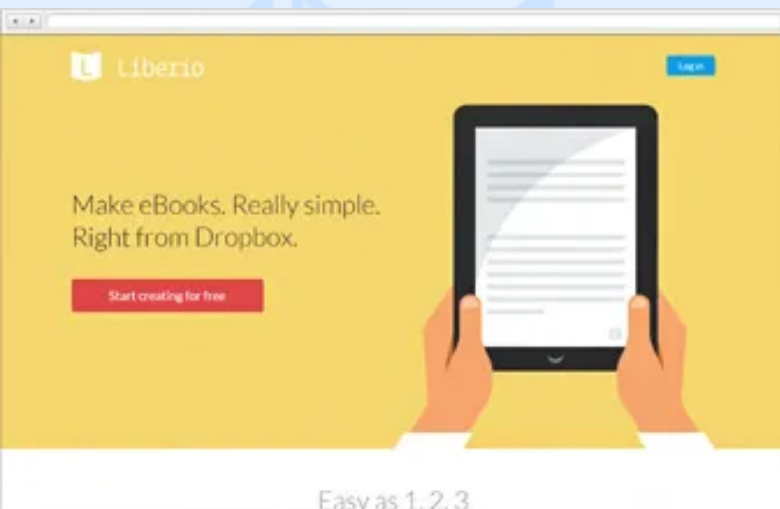 L Liberio
Log in
Make eBooks. Really simple.
Right from Dropbox.
Start creating for free
Easy as 1, 2, 3